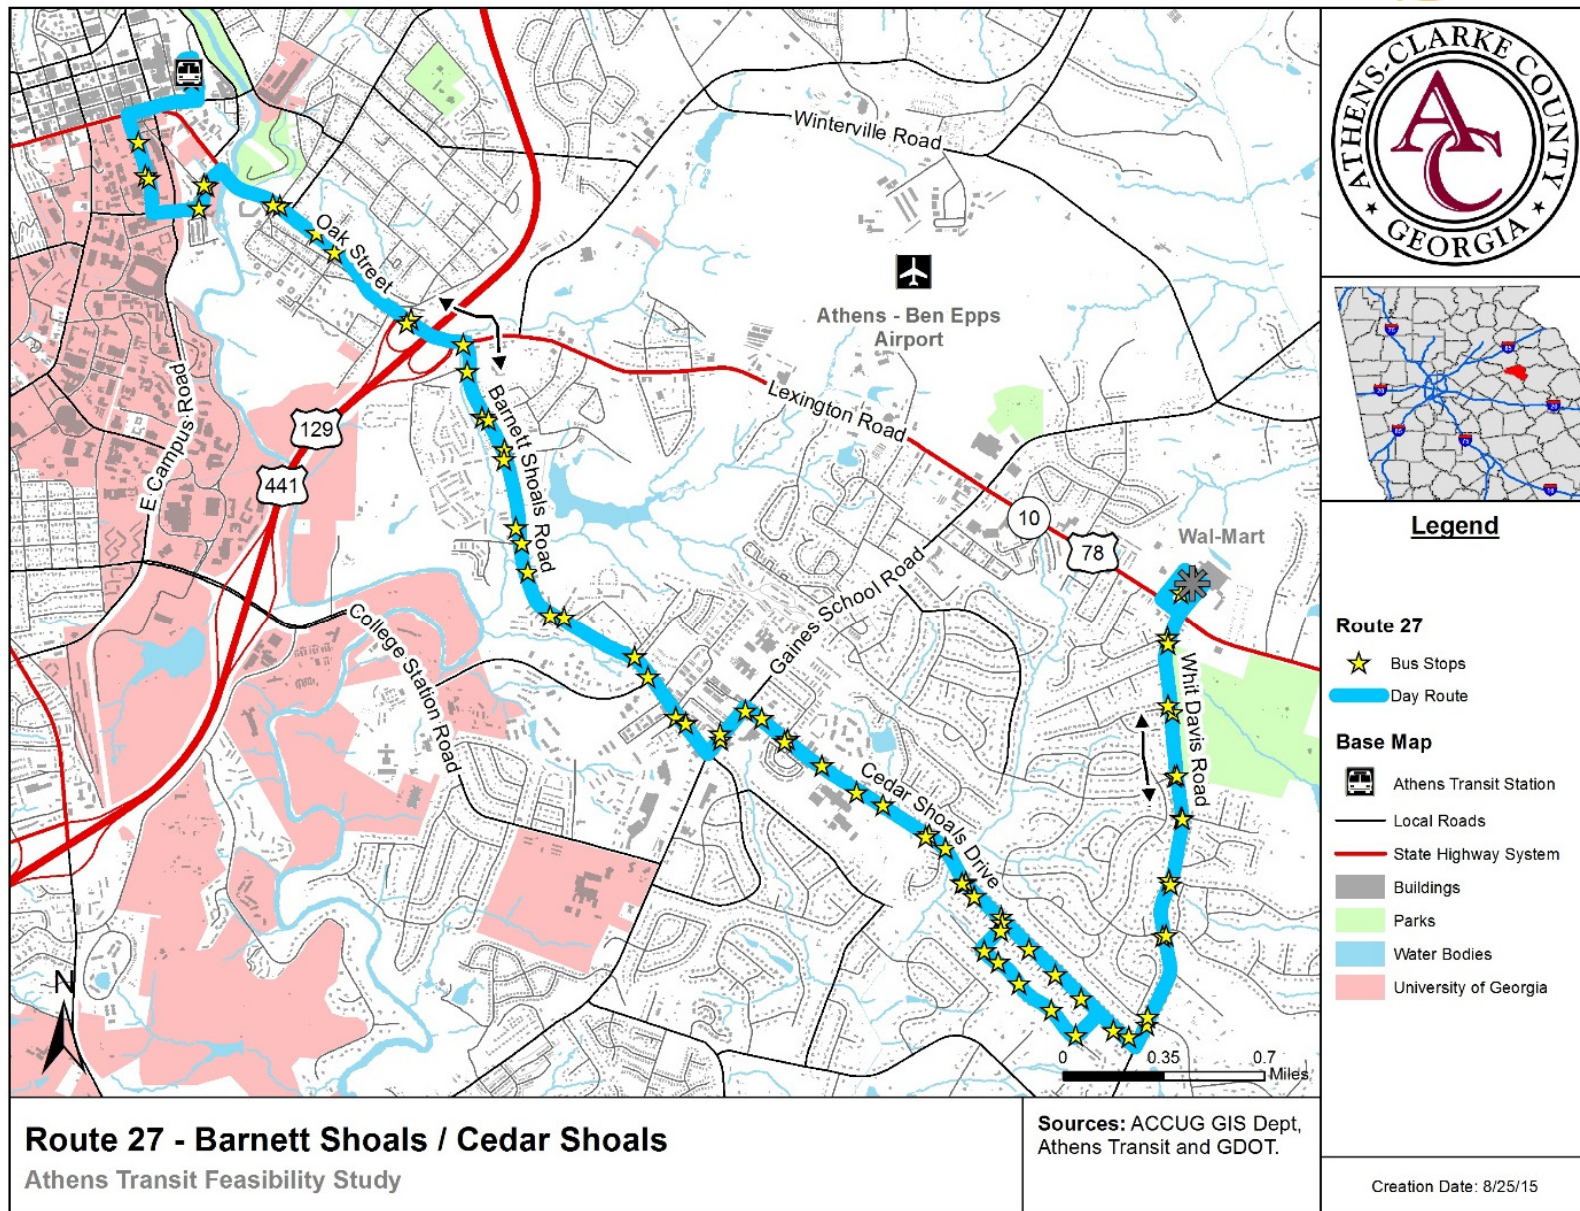 Winterville Road
Oak Street
Athens - Ben Epps
Airport
Lexington Road
Barnett Shoals Road
E Campus Road
129
441
10
78
Wal-Mart
Gaines School Road
College Station Road
Whit Davis Road
Cedar Shoals Drive
N
0 0.35 0.7
Miles
ATHENS-CLARKE COUNTY
AC
GEORGIA
Legend
Route 27
Bus Stops
Day Route
Base Map
Athens Transit Station
Local Roads
State Highway System
Buildings
Parks
Water Bodies
University of Georgia
Route 27 - Barnett Shoals / Cedar Shoals
Athens Transit Feasibility Study
Sources: ACCUG GIS Dept,
Athens Transit and GDOT.
Creation Date: 8/25/15